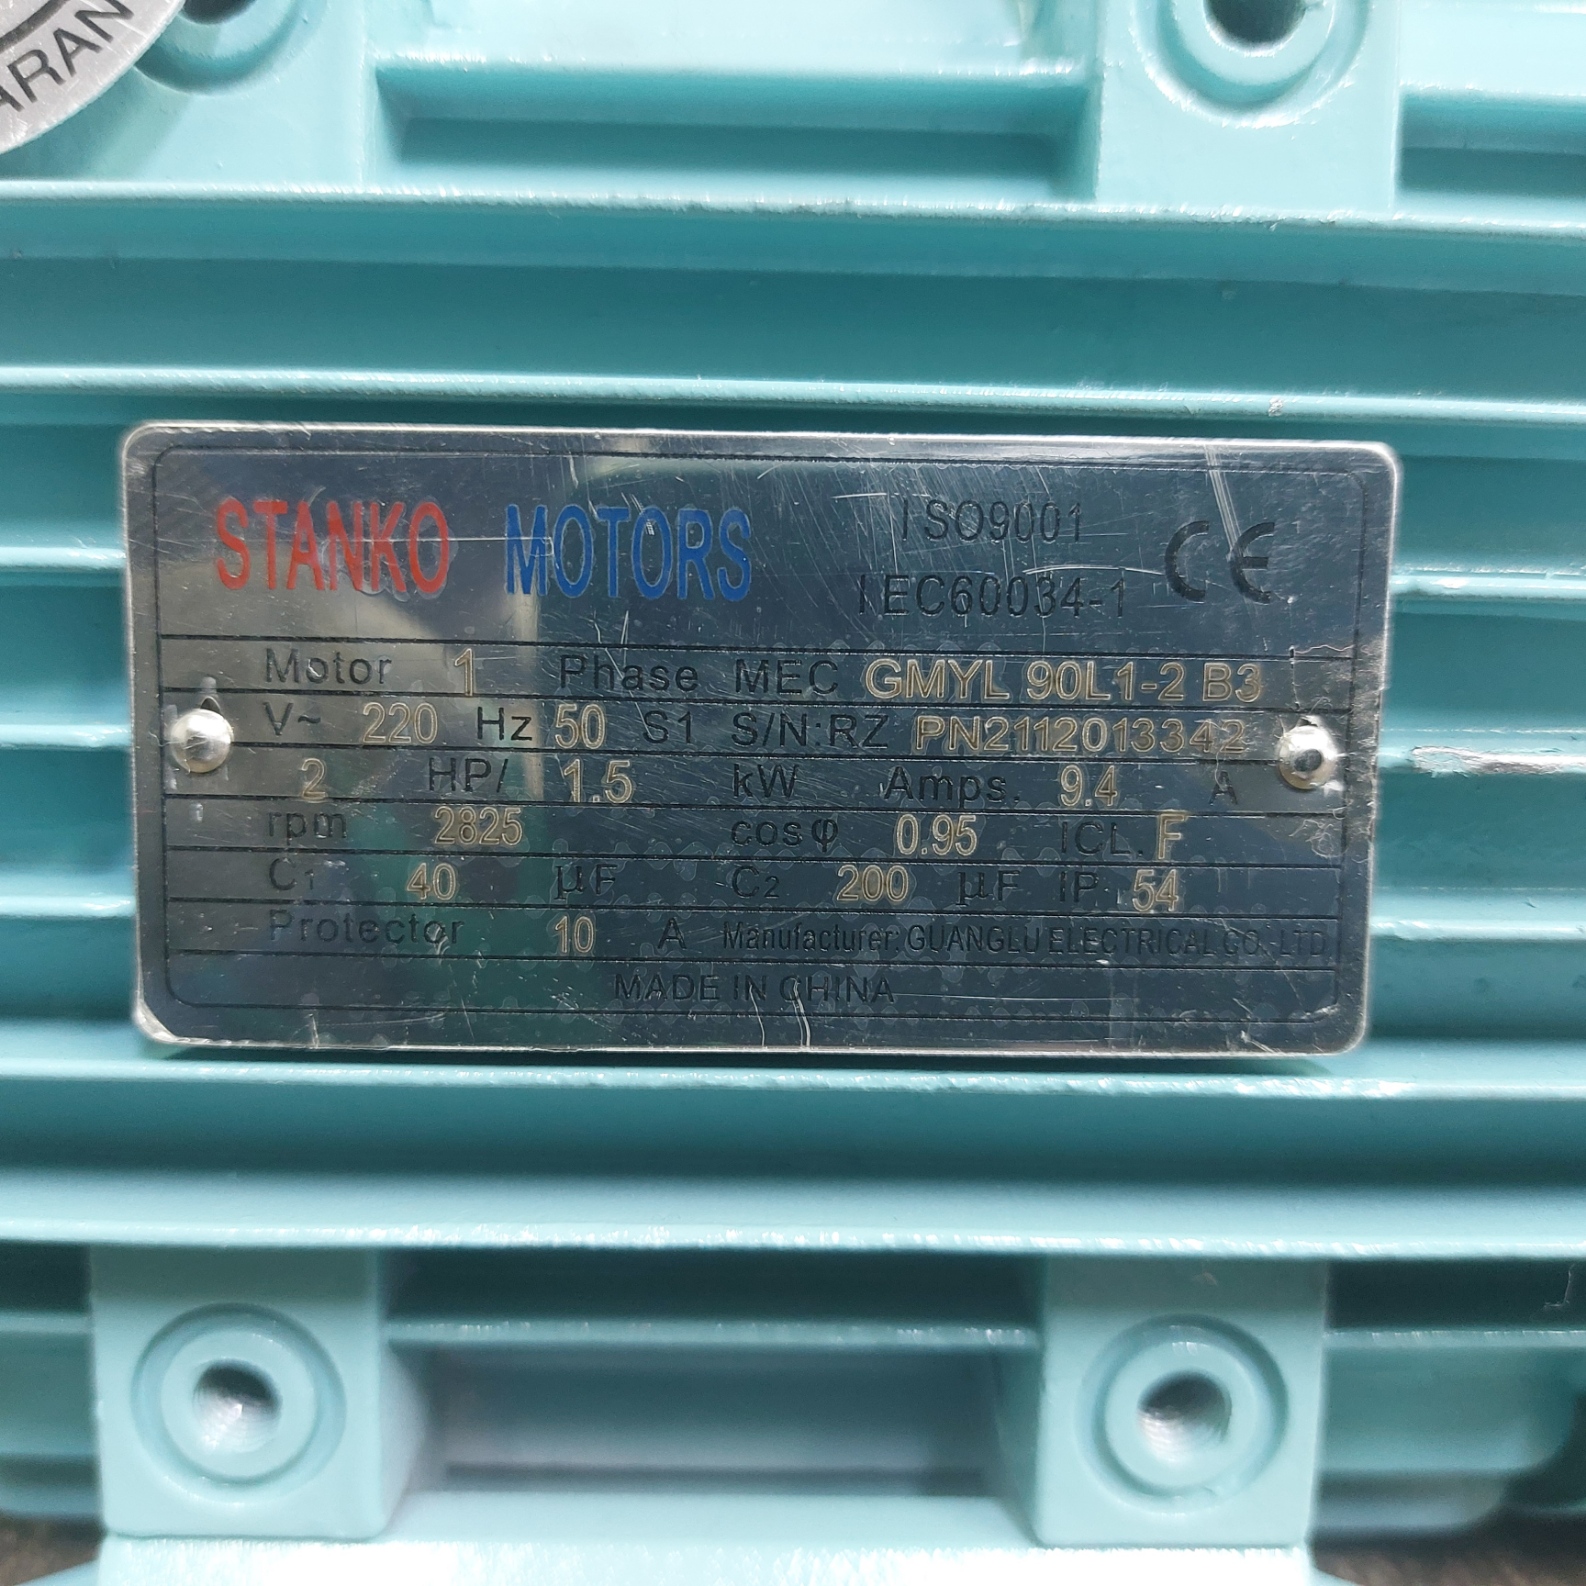 ARAN
STANKO MOTORS ISO9001
IEC60034-1 CE
Motor 1 Phase MEC GMYL 90L1-2 B3
V~ 220 Hz 50 S1 S/N:RZ PN2112013342
2 HP/ 1.5 kW Amps. 9.4 A
rpm 2825 cosφ 0.95 ICL. F
C1 40 μF C2 200 μF IP 54
Protector 10 A Manufacturer: GUANGLU ELECTRICAL CO. LTD
MADE IN CHINA